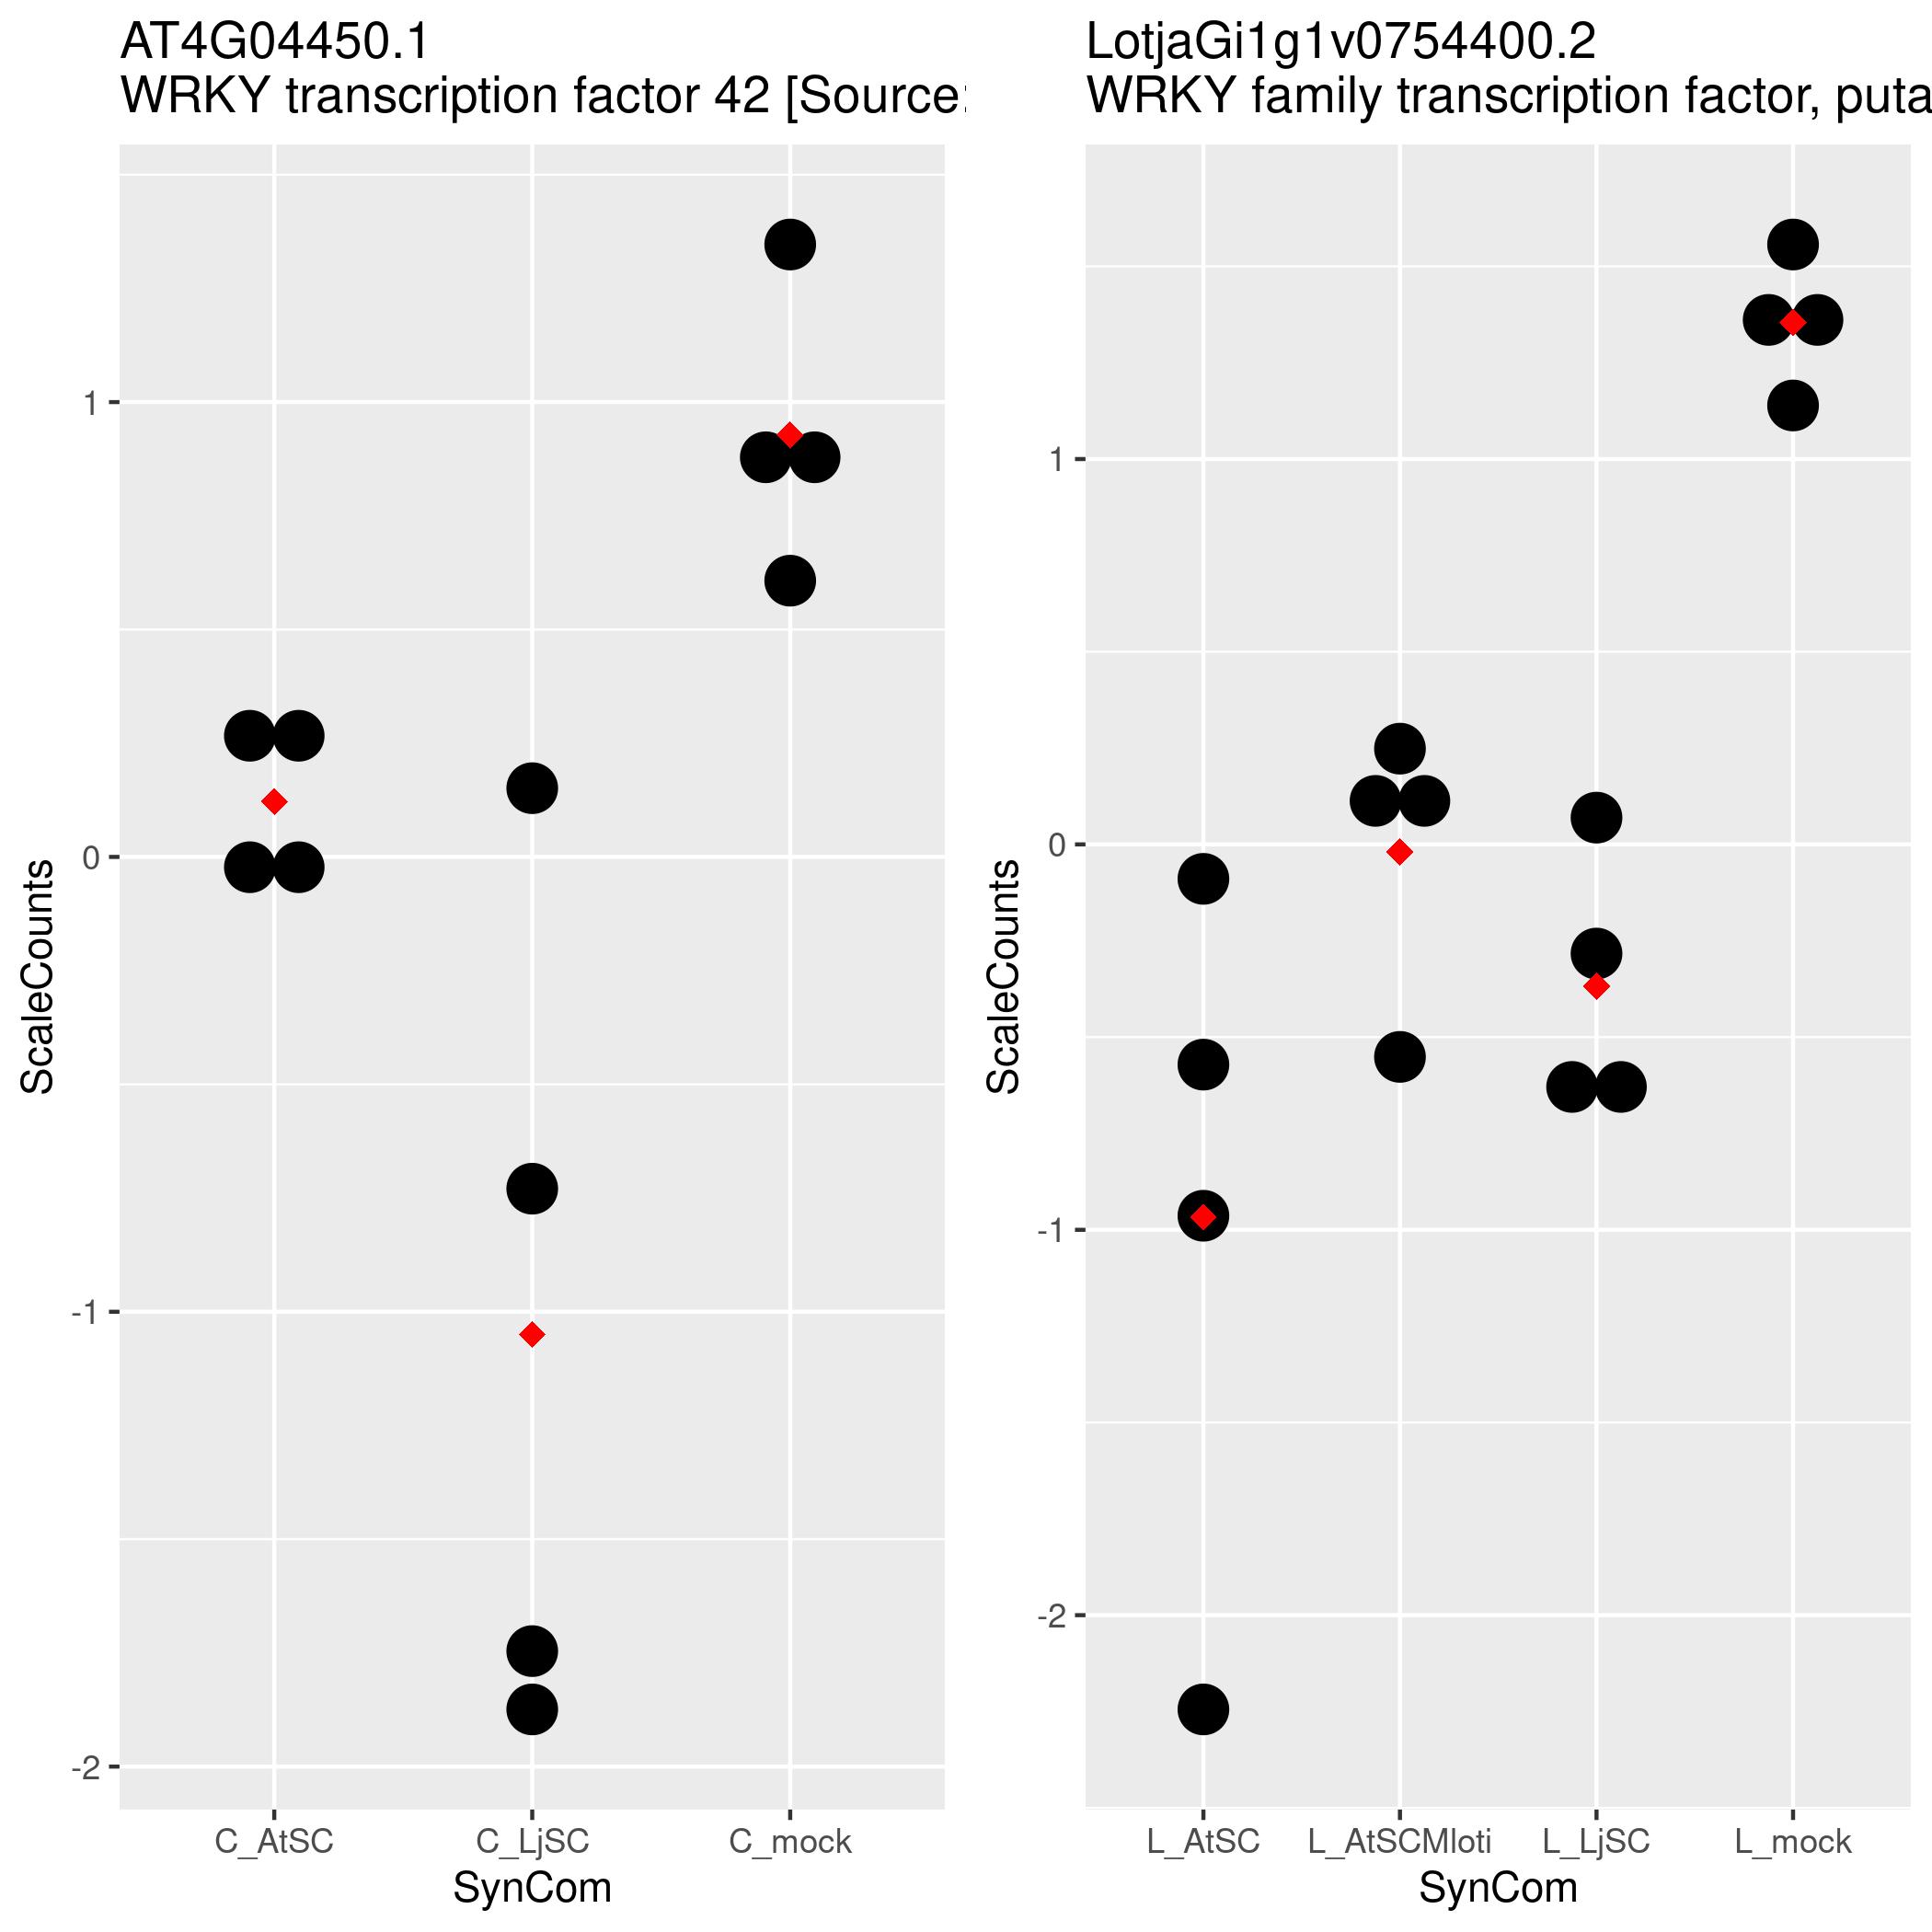 AT4G04450.1
WRKY transcription factor 42 [Source:
ScaleCounts
1
0
-1
-2
C_AtSC C_LjSC C_mock
SynCom
LotjaGi1g1v0754400.2
WRKY family transcription factor, puta
ScaleCounts
1
0
-1
-2
L_AtSC L_AtSCMloti L_LjSC L_mock
SynCom